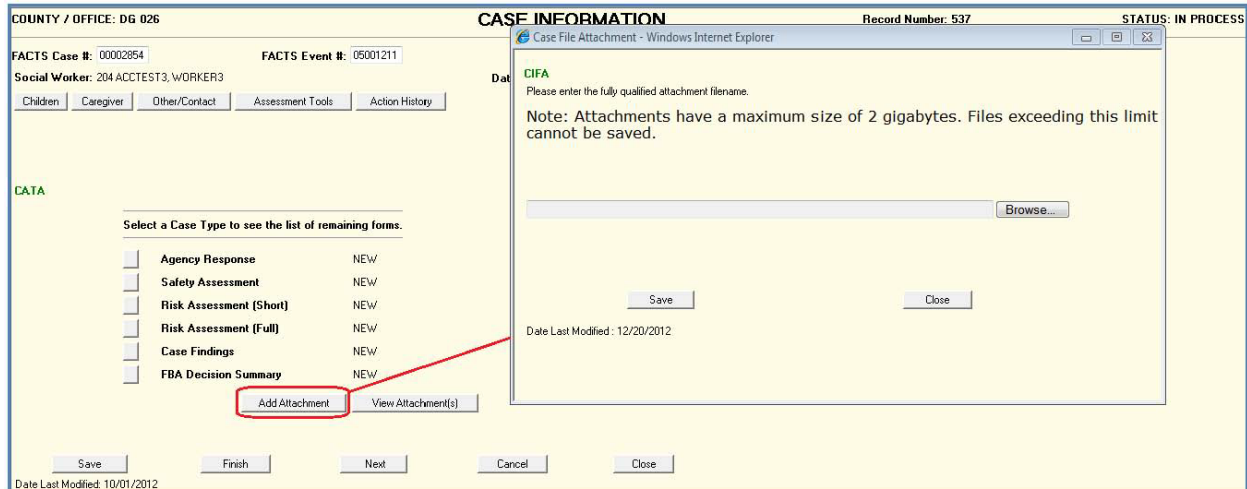 COUNTY / OFFICE: DG 026
CASE INFORMATION
Record Number: 537
STATUS: IN PROCESS
FACTS Case #: 00002854
FACTS Event #: 05001211
Social Worker: 204 ACCTEST3, WORKER3
Dat
Children
Caregiver
Other/Contact
Assessment Tools
Action History
CATA
Select a Case Type to see the list of remaining forms.
Agency Response NEW
Safety Assessment NEW
Risk Assessment (Short) NEW
Risk Assessment (Full) NEW
Case Findings NEW
FBA Decision Summary NEW
Add Attachment
View Attachment(s)
Save
Finish
Next
Cancel
Close
Date Last Modified: 10/01/2012
Case File Attachment - Windows Internet Explorer
CIFA
Please enter the fully qualified attachment filename.
Note: Attachments have a maximum size of 2 gigabytes. Files exceeding this limit
cannot be saved.
Browse...
Save
Close
Date Last Modified : 12/20/2012